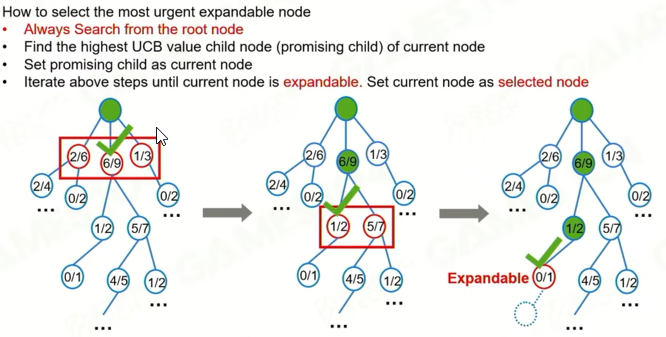 How to select the most urgent expandable node
• Always Search from the root node
• Find the highest UCB value child node (promising child) of current node
• Set promising child as current node
• Iterate above steps until current node is expandable. Set current node as selected node
2/6 6/9 1/3
2/4 0/2 0/2
... ...
1/2 5/7
0/1 4/5 1/2
...
...
2/6 6/9 1/3
2/4 0/2 0/2
... ...
1/2 5/7
0/1 4/5 1/2
...
...
2/6 6/9 1/3
2/4 0/2 0/2
... ...
1/2 5/7
Expandable 0/1 4/5 1/2
...
...